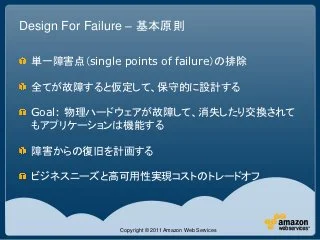 Design For Failure – 基本原則
単一障害点(single points of failure)の排除
全てが故障すると仮定して、保守的に設計する
Goal: 物理ハードウェアが故障して、消失したり交換されて
もアプリケーションは機能する
障害からの復旧を計画する
ビジネスニーズと高可用性実現コストのトレードオフ
Copyright © 2011 Amazon Web Services
amazon
webservices